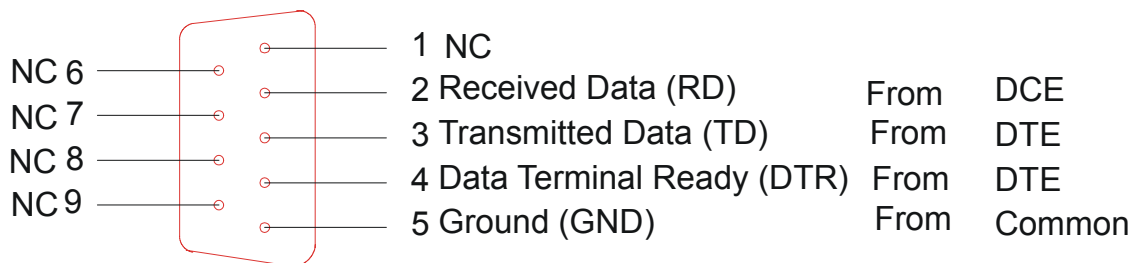 1 NC
NC 6
2 Received Data (RD) From DCE
NC 7
3 Transmitted Data (TD) From DTE
NC 8
4 Data Terminal Ready (DTR) From DTE
NC 9
5 Ground (GND) From Common